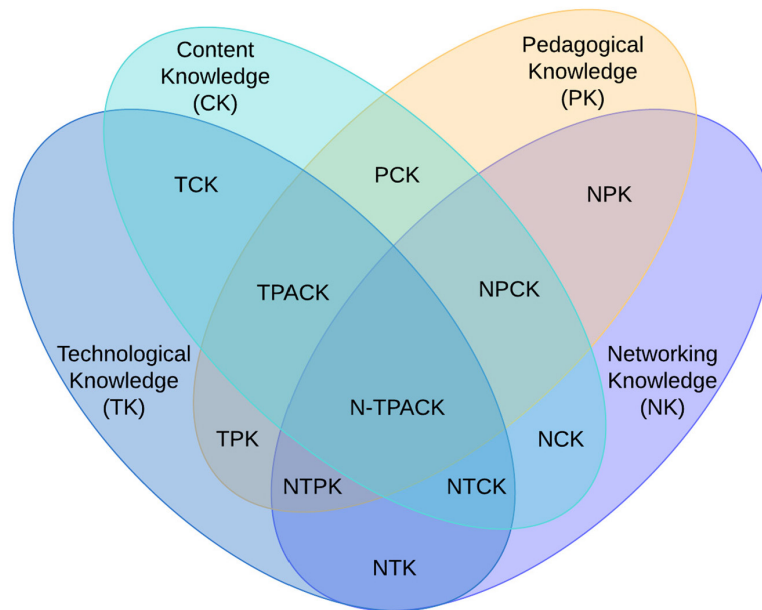 Content
Knowledge
(CK)
Pedagogical
Knowledge
(PK)
TCK
PCK
NPK
TPACK
NPCK
Technological
Knowledge
(TK)
Networking
Knowledge
(NK)
N-TPACK
TPK
NCK
NTPK
NTCK
NTK